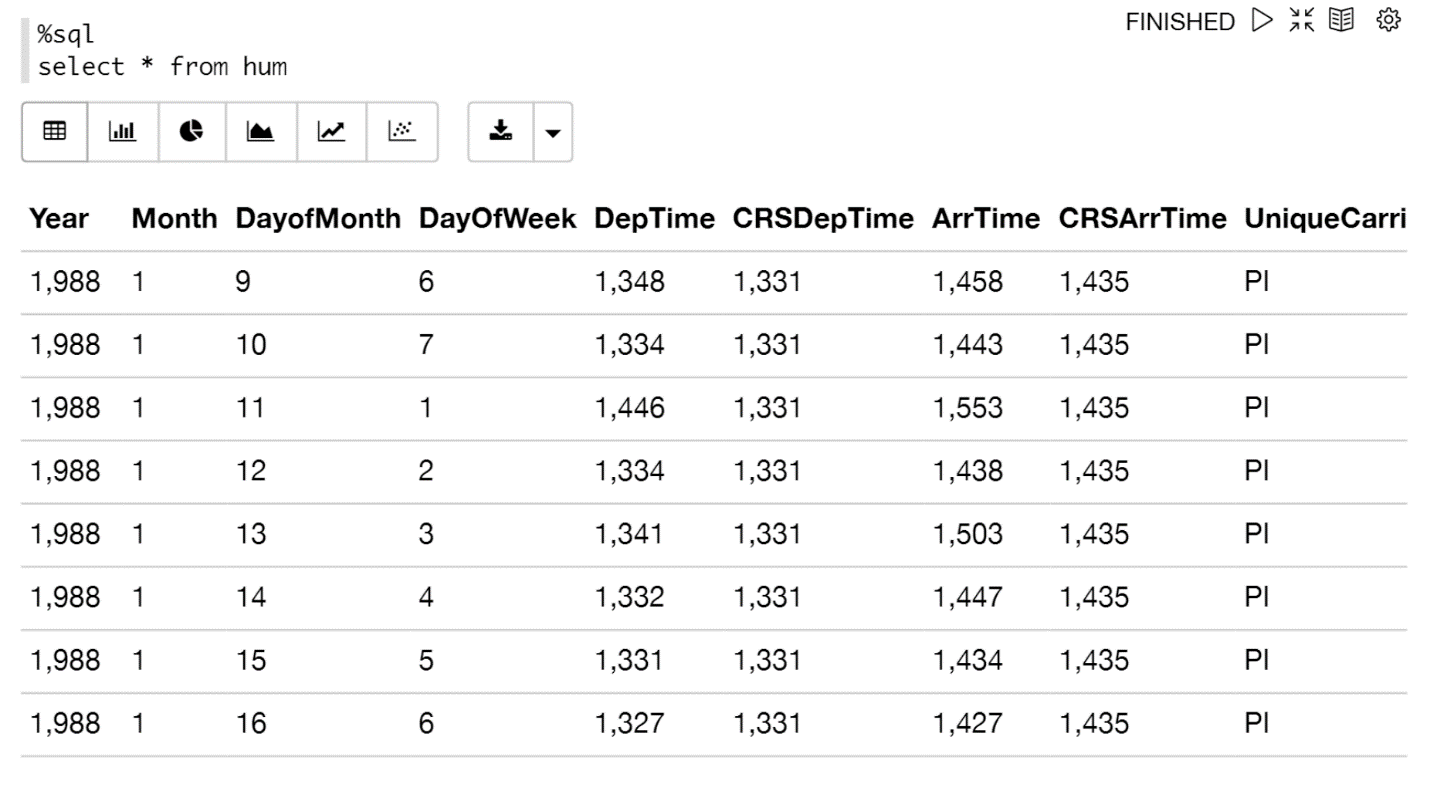 %sql
FINISHED
select * from hum
Year Month DayofMonth DayOfWeek DepTime CRSDepTime ArrTime CRSArrTime UniqueCarri
1,988 1 9 6 1,348 1,331 1,458 1,435 PI
1,988 1 10 7 1,334 1,331 1,443 1,435 PI
1,988 1 11 1 1,446 1,331 1,553 1,435 PI
1,988 1 12 2 1,334 1,331 1,438 1,435 PI
1,988 1 13 3 1,341 1,331 1,503 1,435 PI
1,988 1 14 4 1,332 1,331 1,447 1,435 PI
1,988 1 15 5 1,331 1,331 1,434 1,435 PI
1,988 1 16 6 1,327 1,331 1,427 1,435 PI